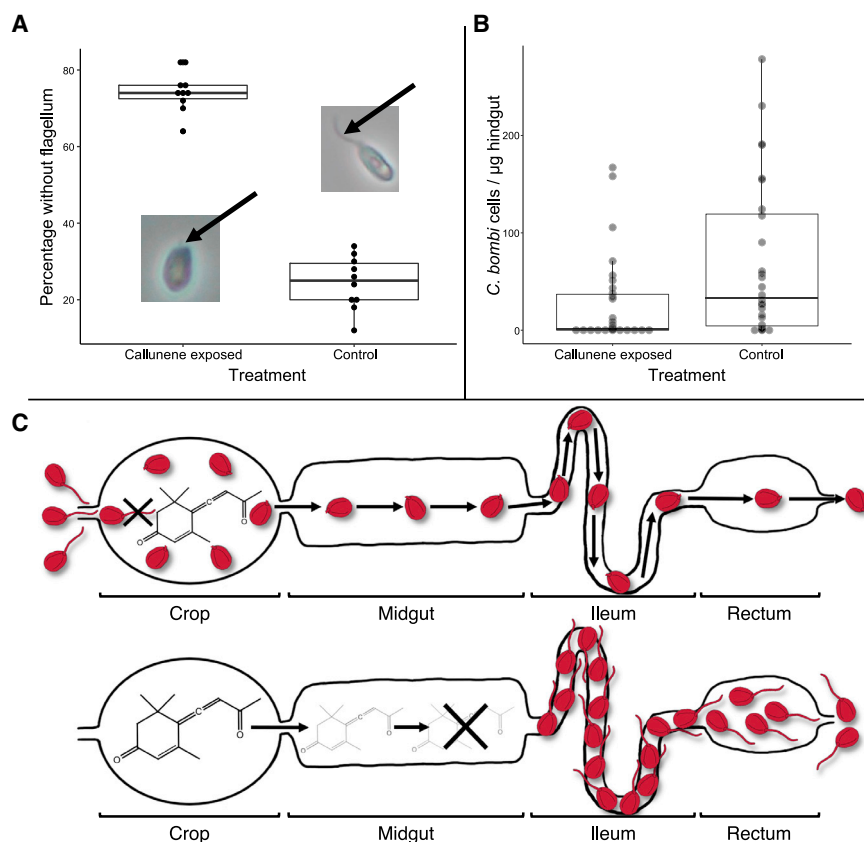 A
Percentage without flagellum
80
60
40
20
Callunene exposed
Control
Treatment
B
C. bombi cells / µg hindgut
200
100
0
Callunene exposed
Control
Treatment
C
O
O
Crop
Midgut
Ileum
Rectum
O
O
O
O
Crop
Midgut
Ileum
Rectum